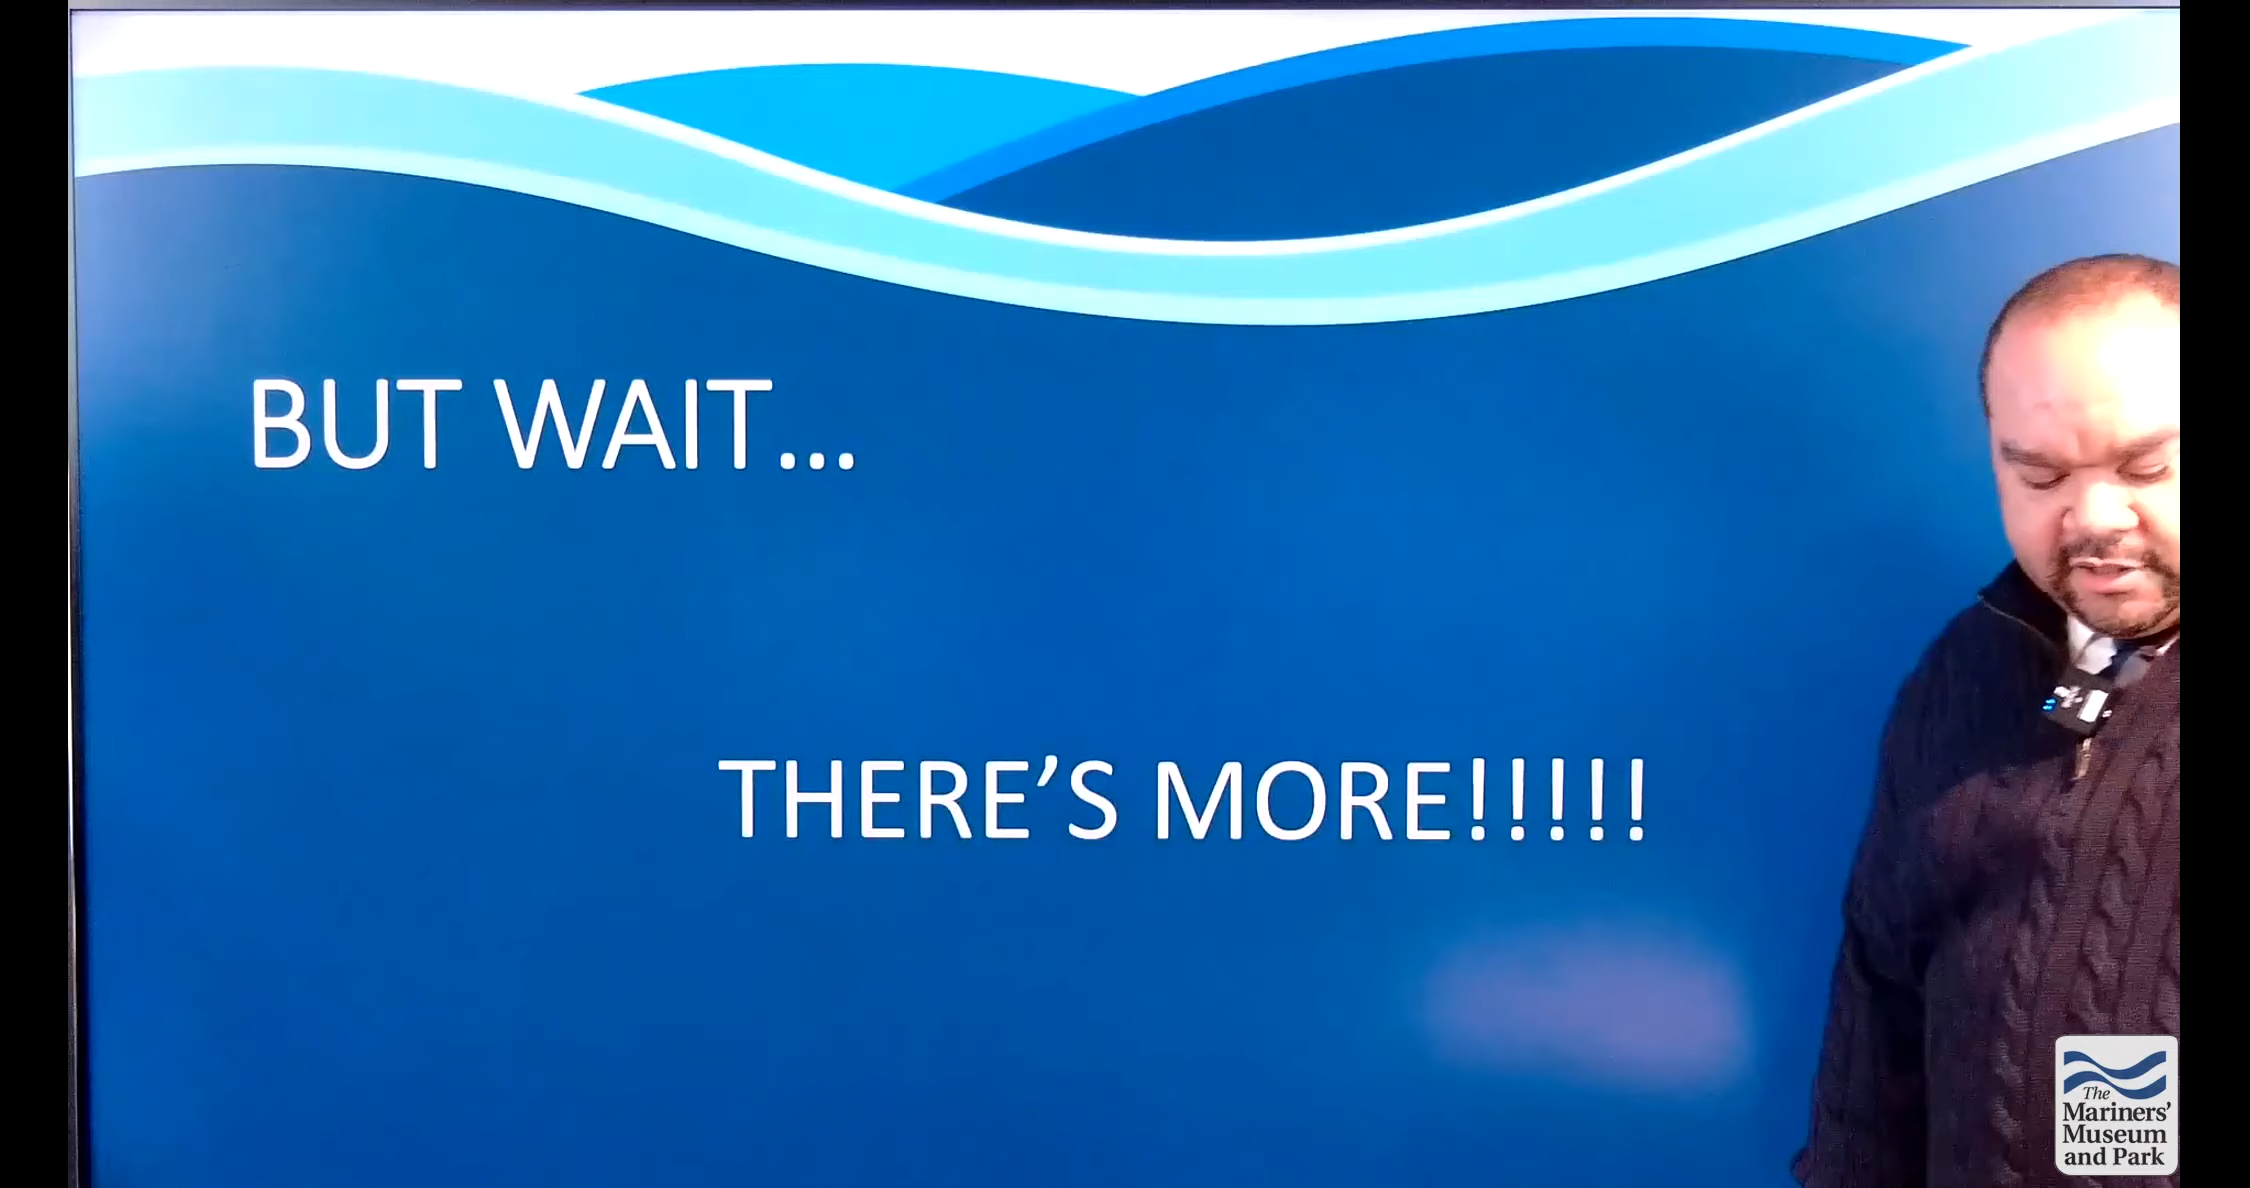 BUT WAIT...
THERE’S MORE!!!!!
The
Mariners’
Museum
and Park